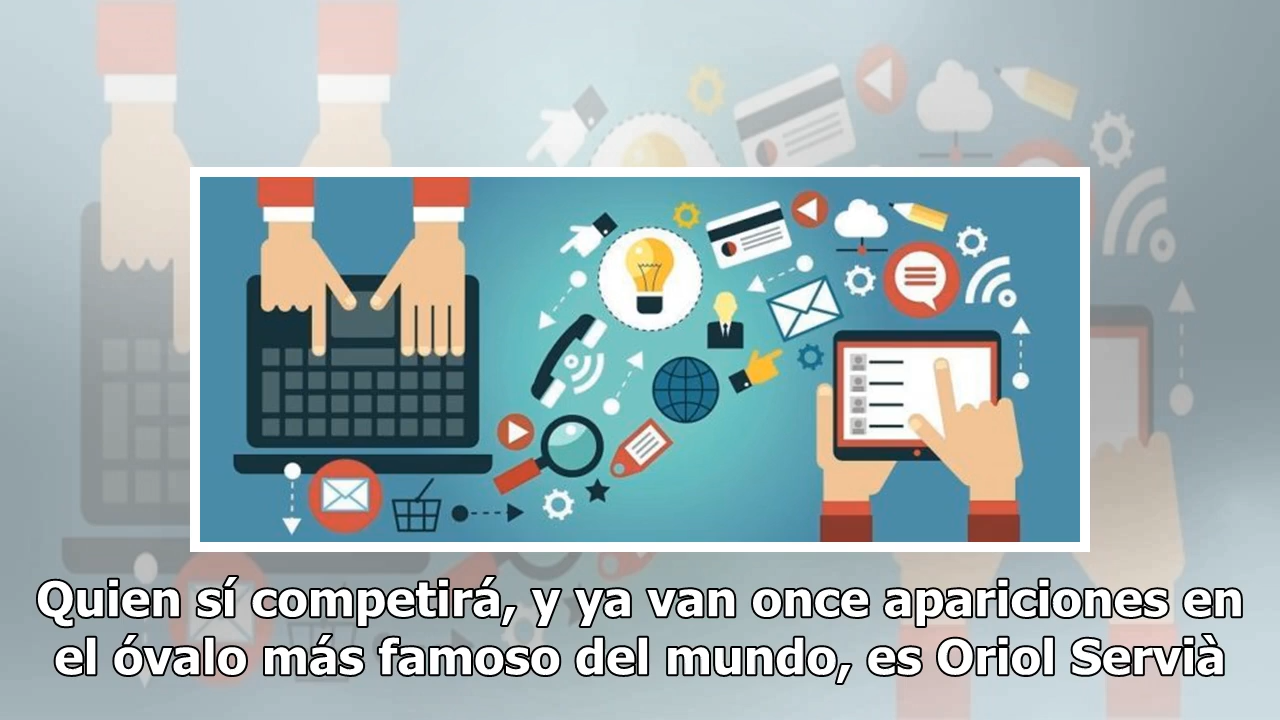 Quien sí competirá, y ya van once apariciones en
el óvalo más famoso del mundo, es Oriol Servià